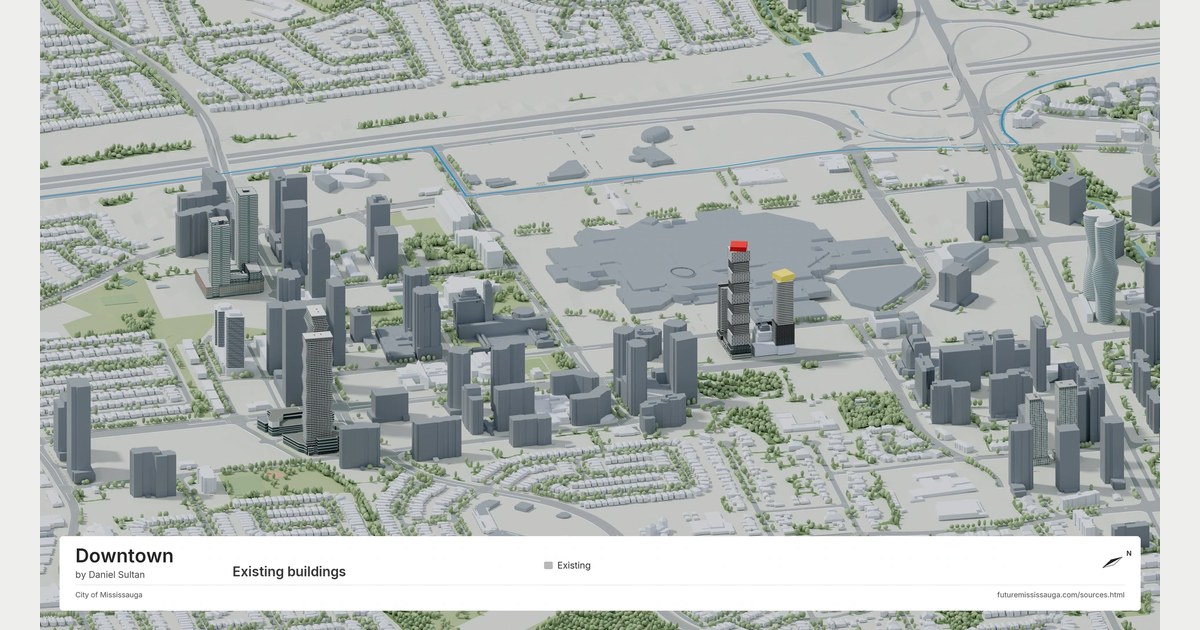 Downtown
by Daniel Sultan
Existing buildings
Existing
N
City of Mississauga
futuremississauga.com/sources.html